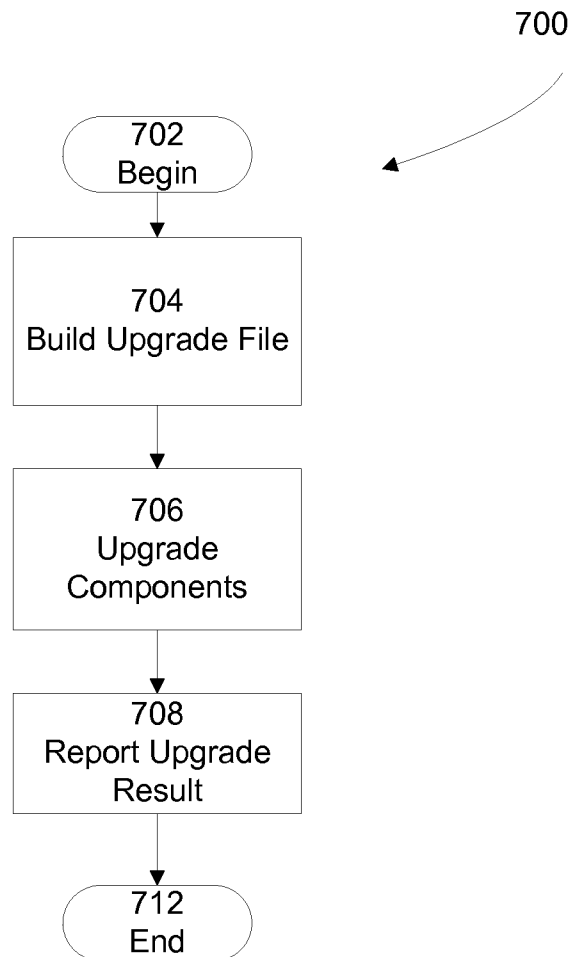 700
702
Begin
704
Build Upgrade File
706
Upgrade
Components
708
Report Upgrade
Result
712
End